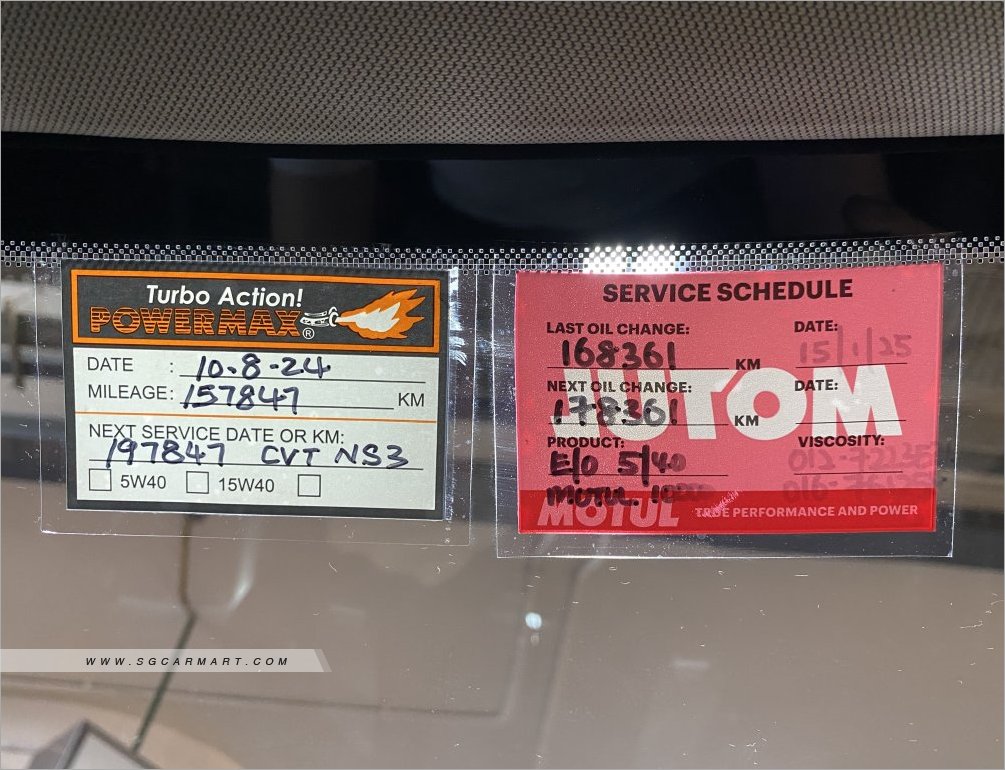 Turbo Action!
POWERMAX®
DATE : 10-8-24
MILEAGE: 157847 KM
NEXT SERVICE DATE OR KM:
197847 CVT NS3
5W40 15W40
SERVICE SCHEDULE
LAST OIL CHANGE: DATE:
168361 KM 15/1/25
NEXT OIL CHANGE: DATE:
178361 KM
AUTOM
PRODUCT: VISCOSITY:
E/O 5/40
MOTUL
MOTUL TRUE PERFORMANCE AND POWER
WWW.SGCARMART.COM